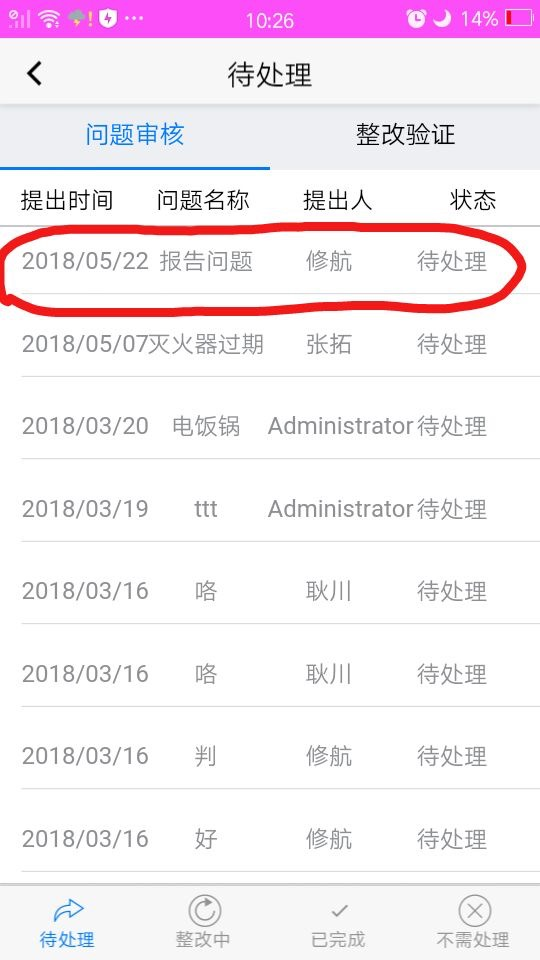 10:26 14%
待处理
问题审核 整改验证
提出时间 问题名称 提出人 状态
2018/05/22 报告问题 修航 待处理
2018/05/07 灭火器过期 张拓 待处理
2018/03/20 电饭锅 Administrator 待处理
2018/03/19 ttt Administrator 待处理
2018/03/16 咯 耿川 待处理
2018/03/16 咯 耿川 待处理
2018/03/16 判 修航 待处理
2018/03/16 好 修航 待处理
待处理 整改中 已完成 不需处理